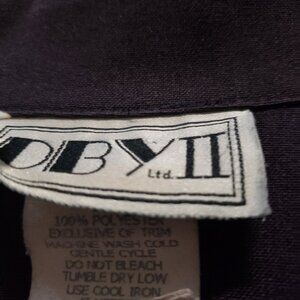 OBY II
Ltd.
100% POLYESTER
EXCLUSIVE OF TRIM
MACHINE WASH COLD
GENTLE CYCLE
DO NOT BLEACH
TUMBLE DRY LOW
USE COOL IRON